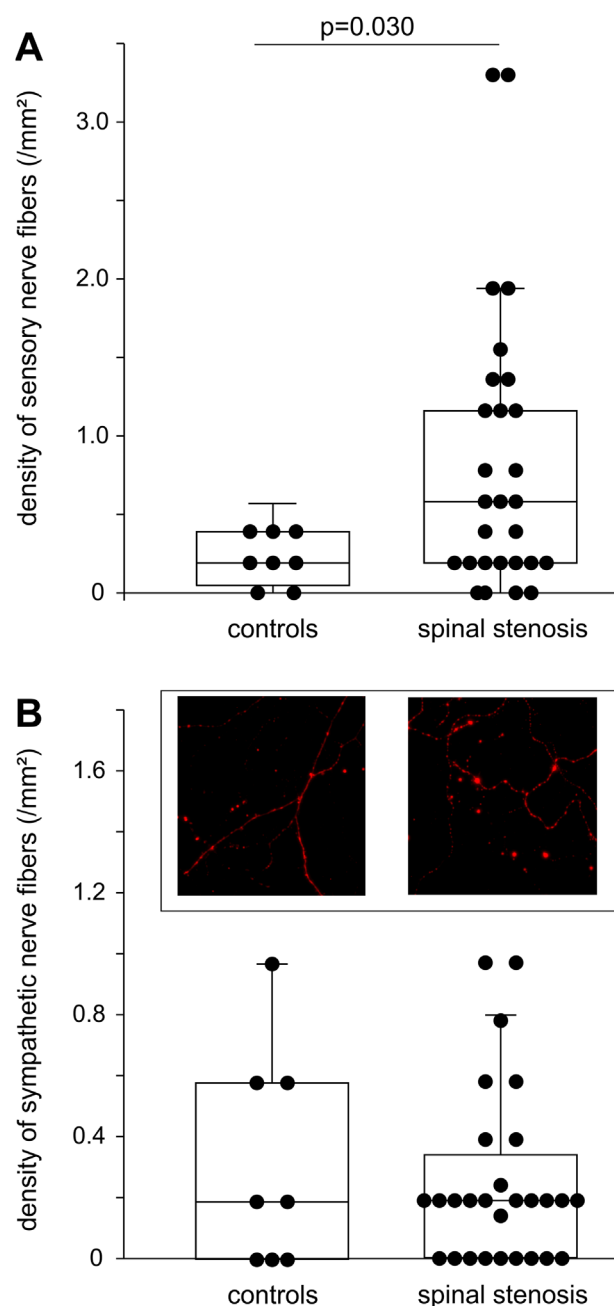 A
p=0.030
density of sensory nerve fibers (/mm²)
3.0
2.0
1.0
0
controls spinal stenosis
B
density of sympathetic nerve fibers (/mm²)
1.6
1.2
0.8
0.4
0
controls spinal stenosis